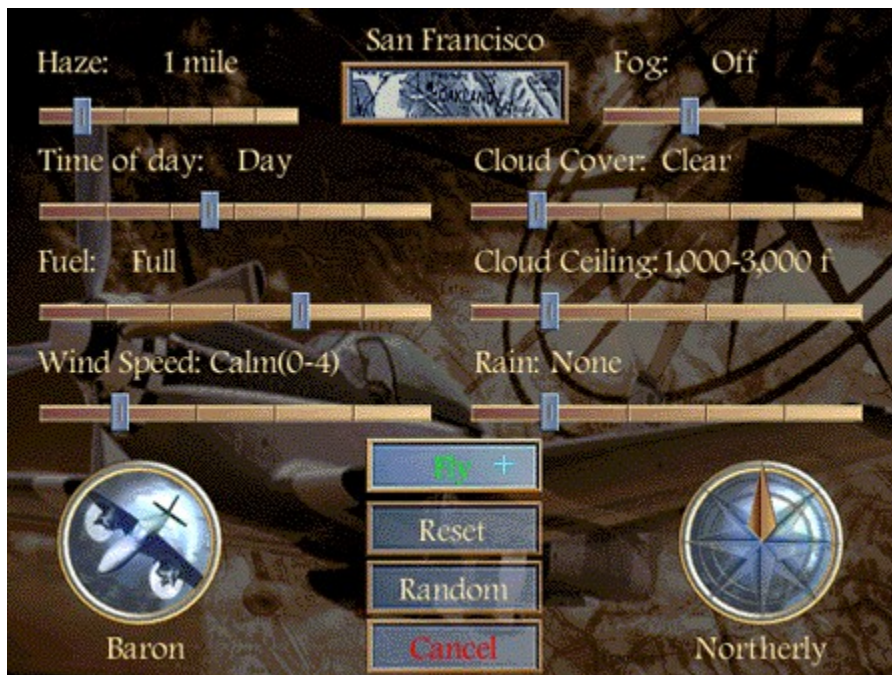 San Francisco
Haze: 1 mile
Fog: Off
OAKLAND
Time of day: Day
Cloud Cover: Clear
Fuel: Full
Cloud Ceiling: 1,000-3,000 f
Wind Speed: Calm(0-4)
Rain: None
Fly
Reset
Random
Cancel
Baron
Northerly